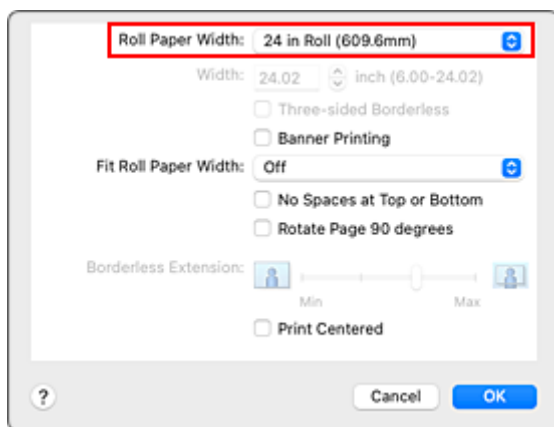 Roll Paper Width: 24 in Roll (609.6mm)
Width: 24.02 inch (6.00-24.02)
Three-sided Borderless
Banner Printing
Fit Roll Paper Width: Off
No Spaces at Top or Bottom
Rotate Page 90 degrees
Borderless Extension:
Min Max
Print Centered
? Cancel OK